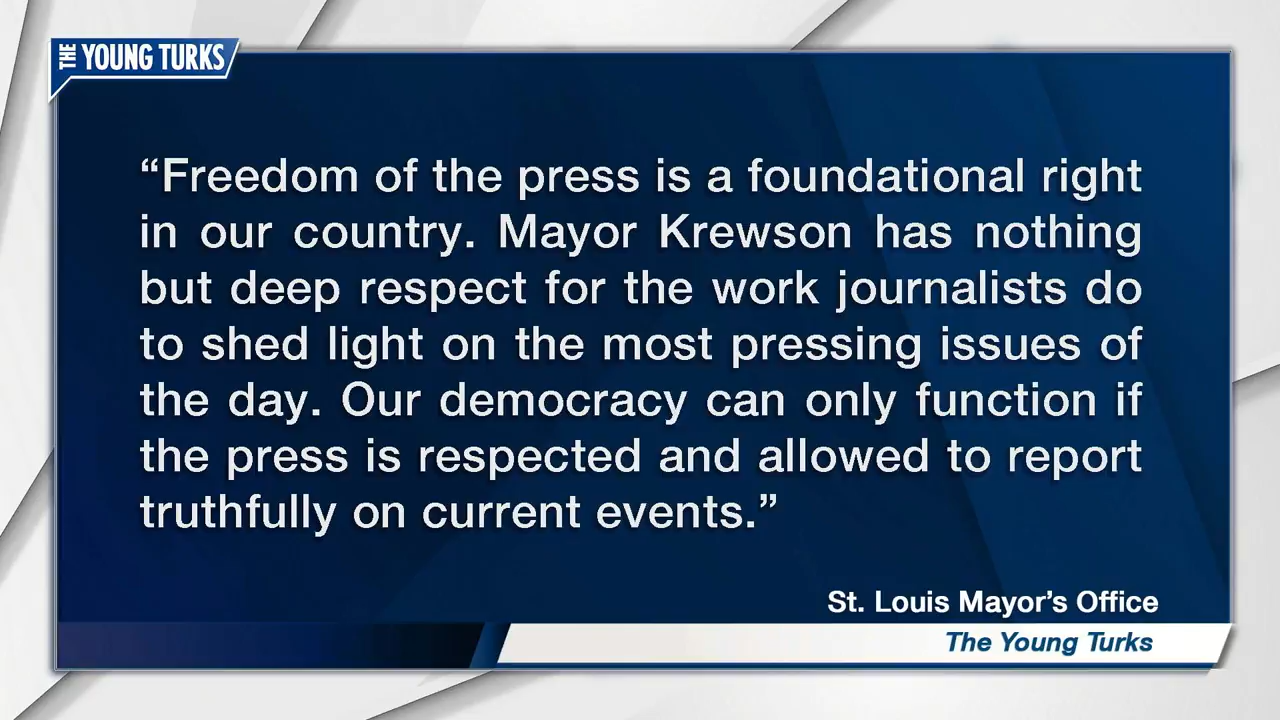 THE YOUNG TURKS
“Freedom of the press is a foundational right
in our country. Mayor Krewson has nothing
but deep respect for the work journalists do
to shed light on the most pressing issues of
the day. Our democracy can only function if
the press is respected and allowed to report
truthfully on current events.”
St. Louis Mayor’s Office
The Young Turks